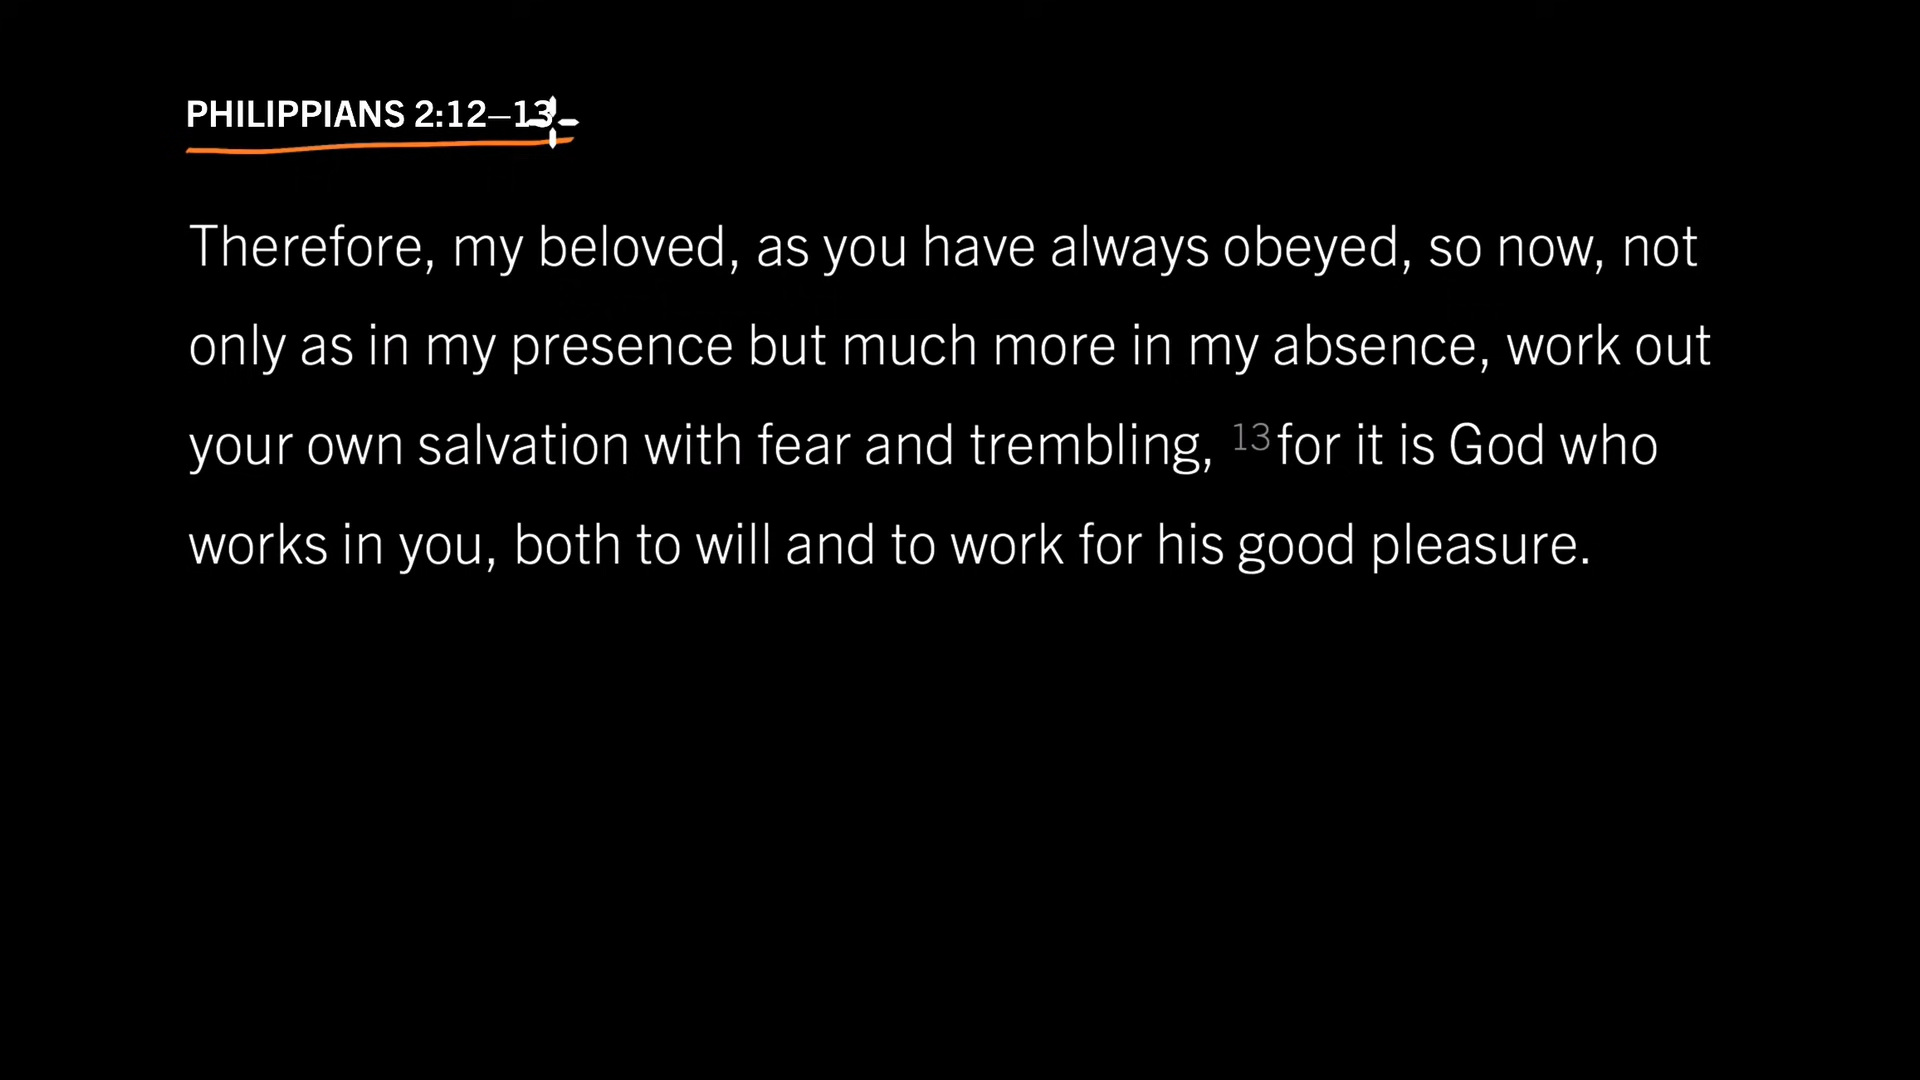 PHILIPPIANS 2:12–13
Therefore, my beloved, as you have always obeyed, so now, not
only as in my presence but much more in my absence, work out
your own salvation with fear and trembling, 13 for it is God who
works in you, both to will and to work for his good pleasure.